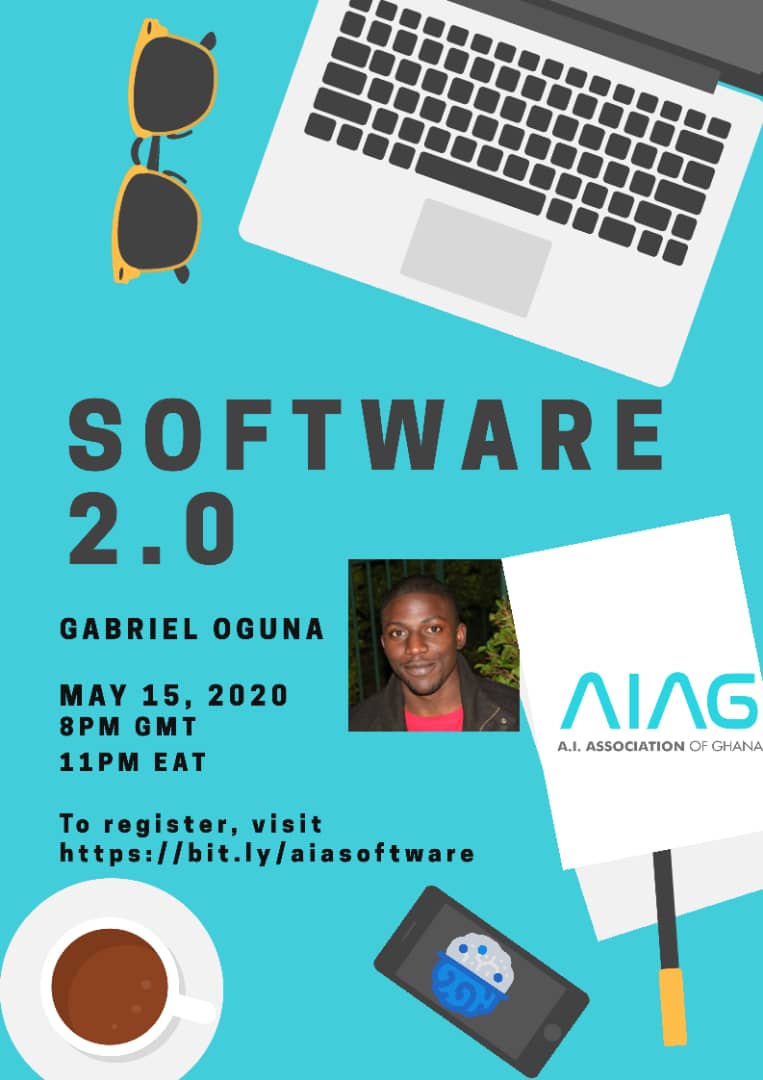 SOFTWARE
2.0
GABRIEL OGUNA
MAY 15, 2020
8PM GMT
11PM EAT
To register, visit
https://bit.ly/aiasoftware
AIAG
A.I. ASSOCIATION OF GHANA